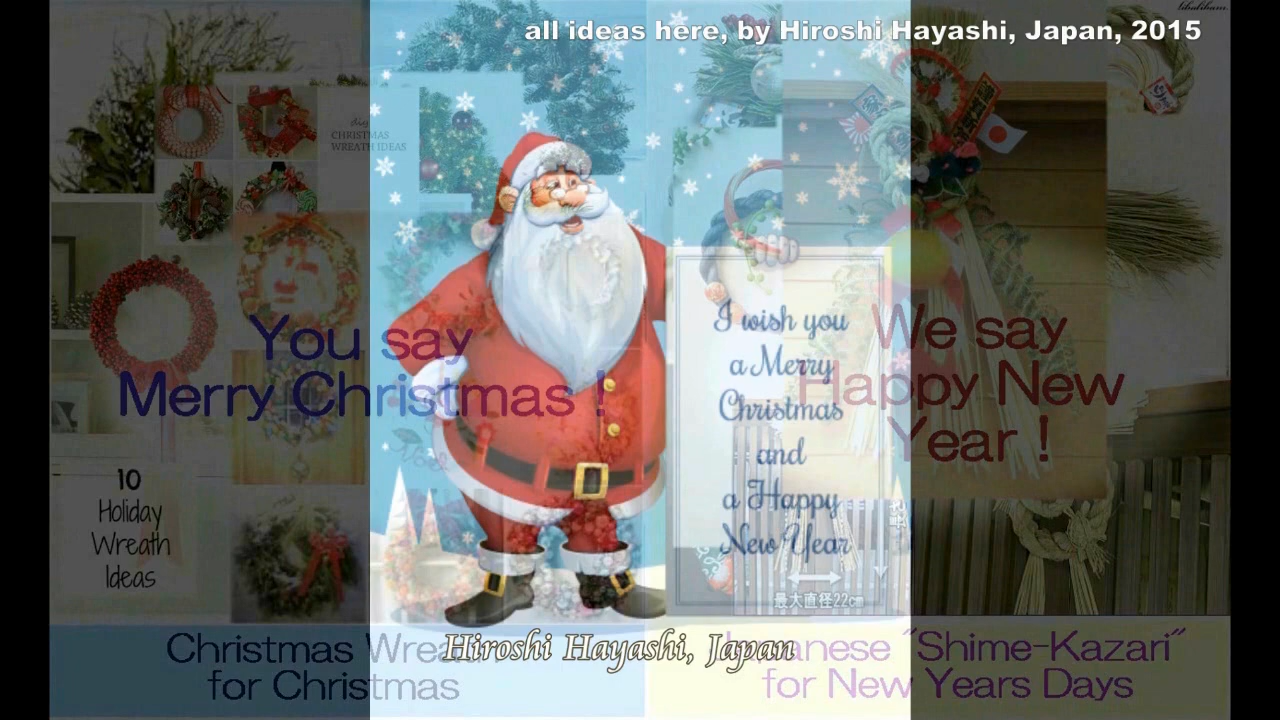 all ideas here, by Hiroshi Hayashi, Japan, 2015
diy
CHRISTMAS
WREATH IDEAS
You say
Merry Christmas !
We say
Happy New
Year !
I wish you
a Merry
Christmas
and
a Happy
New Year
10
Holiday
Wreath
Ideas
最大直径22cm
Christmas
for Christmas
Hiroshi Hayashi, Japan
"Shime-Kazari"
for New Years Days